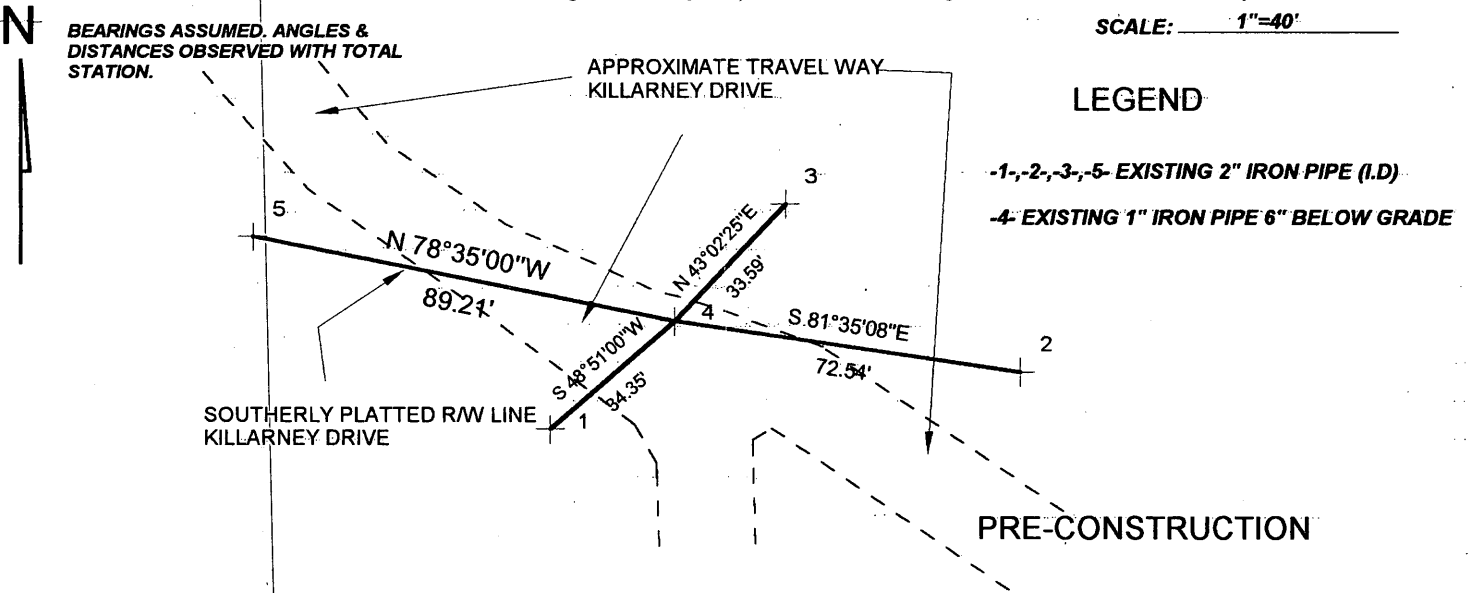 N
BEARINGS ASSUMED. ANGLES &
DISTANCES OBSERVED WITH TOTAL
STATION.
SCALE: 1"=40'
APPROXIMATE TRAVEL WAY
KILLARNEY DRIVE
LEGEND
-1-,-2-,-3-,-5- EXISTING 2" IRON PIPE (I.D)
-4- EXISTING 1" IRON PIPE 6" BELOW GRADE
3
5
N 78°35'00"W
89.21'
N 43°02'25"E
33.59'
4
S 81°35'08"E
72.54'
2
S 48°51'00"W
34.35'
1
SOUTHERLY PLATTED R/W LINE
KILLARNEY DRIVE
PRE-CONSTRUCTION